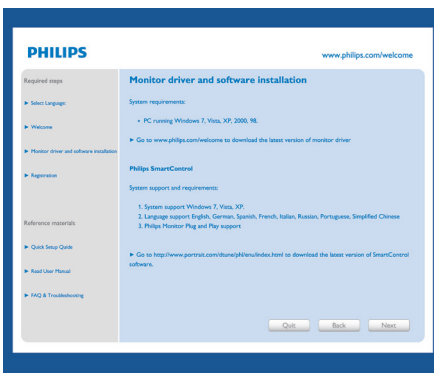 PHILIPS
www.philips.com/welcome
Required steps
Select Language
Welcome
Monitor driver and software installation
Registration
Reference materials
Quick Setup Quide
Read User Manual
FAQ & Troubleshooting
Monitor driver and software installation
System requirements:
• PC running Windows 7, Vista, XP, 2000, 98.
Go to www.philips.com/welcome to download the latest version of monitor driver
Philips SmartControl
System support and requirements:
1. System support Windows 7, Vista, XP.
2. Language support English, German, Spanish, French, Italian, Russian, Portuguese, Simplified Chinese
3. Philips Monitor Plug and Play support
Go to http://www.portrait.com/dtune/phl/enu/index.html to download the latest version of SmartControl
software.
Quit
Back
Next